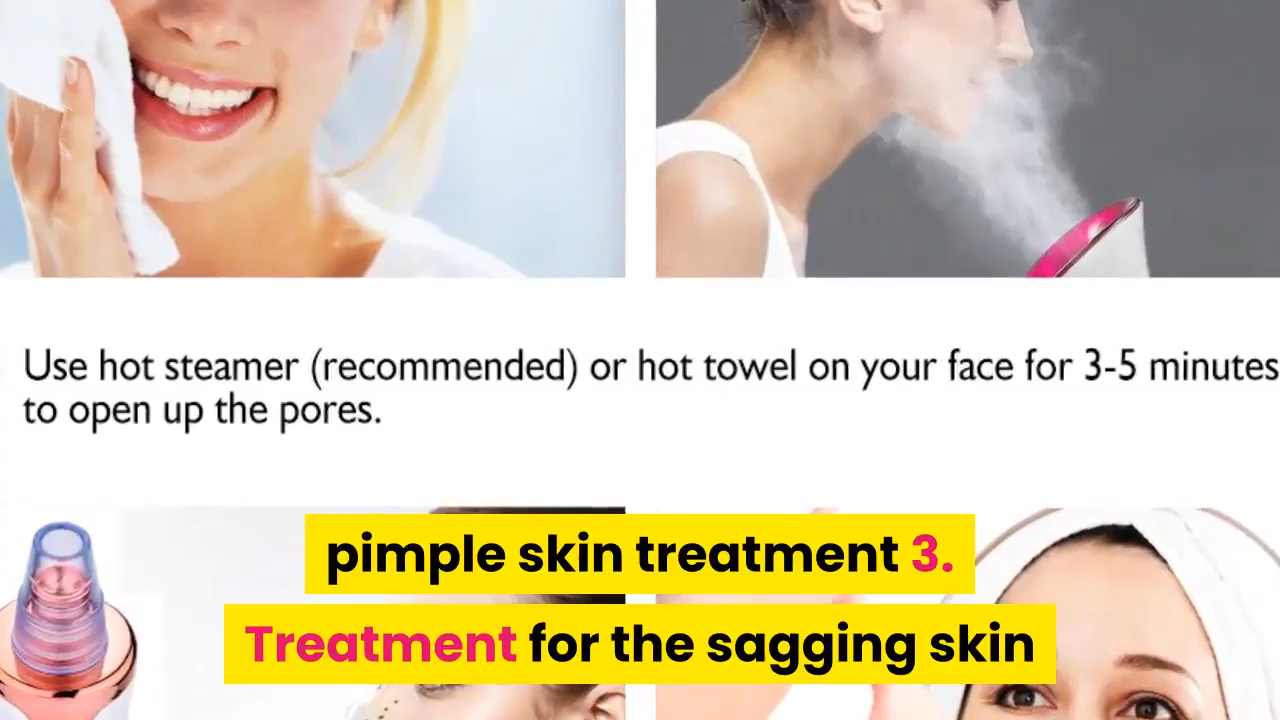 Use hot steamer (recommended) or hot towel on your face for 3-5 minutes
to open up the pores.
pimple skin treatment 3.
Treatment for the sagging skin